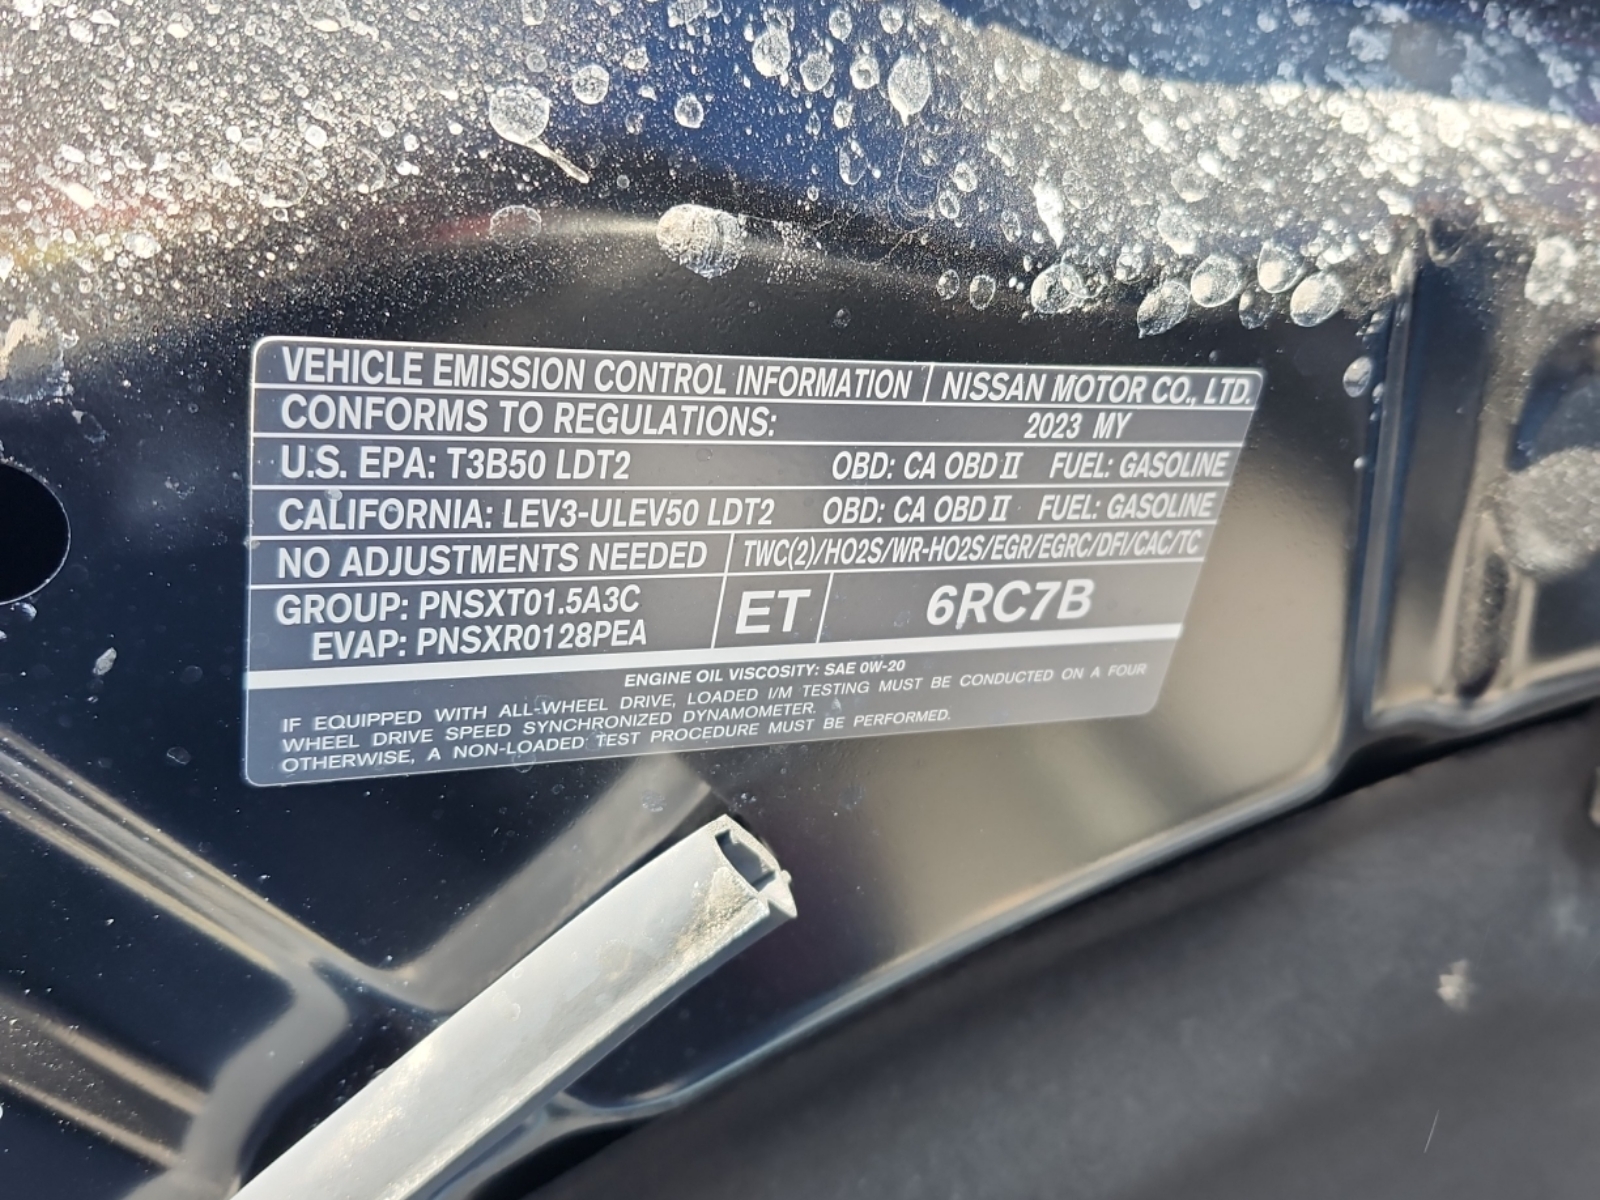 VEHICLE EMISSION CONTROL INFORMATION NISSAN MOTOR CO., LTD.
CONFORMS TO REGULATIONS: 2023 MY
U.S. EPA: T3B50 LDT2 OBD: CA OBD II FUEL: GASOLINE
CALIFORNIA: LEV3-ULEV50 LDT2 OBD: CA OBD II FUEL: GASOLINE
NO ADJUSTMENTS NEEDED TWC(2)/HO2S/WR-HO2S/EGR/EGRC/DFI/CAC/TC
GROUP: PNSXT01.5A3C
EVAP: PNSXR0128PEA
ET
6RC7B
ENGINE OIL VISCOSITY: SAE 0W-20
IF EQUIPPED WITH ALL-WHEEL DRIVE, LOADED I/M TESTING MUST BE CONDUCTED ON A FOUR
WHEEL DRIVE SPEED SYNCHRONIZED DYNAMOMETER.
OTHERWISE, A NON-LOADED TEST PROCEDURE MUST BE PERFORMED.